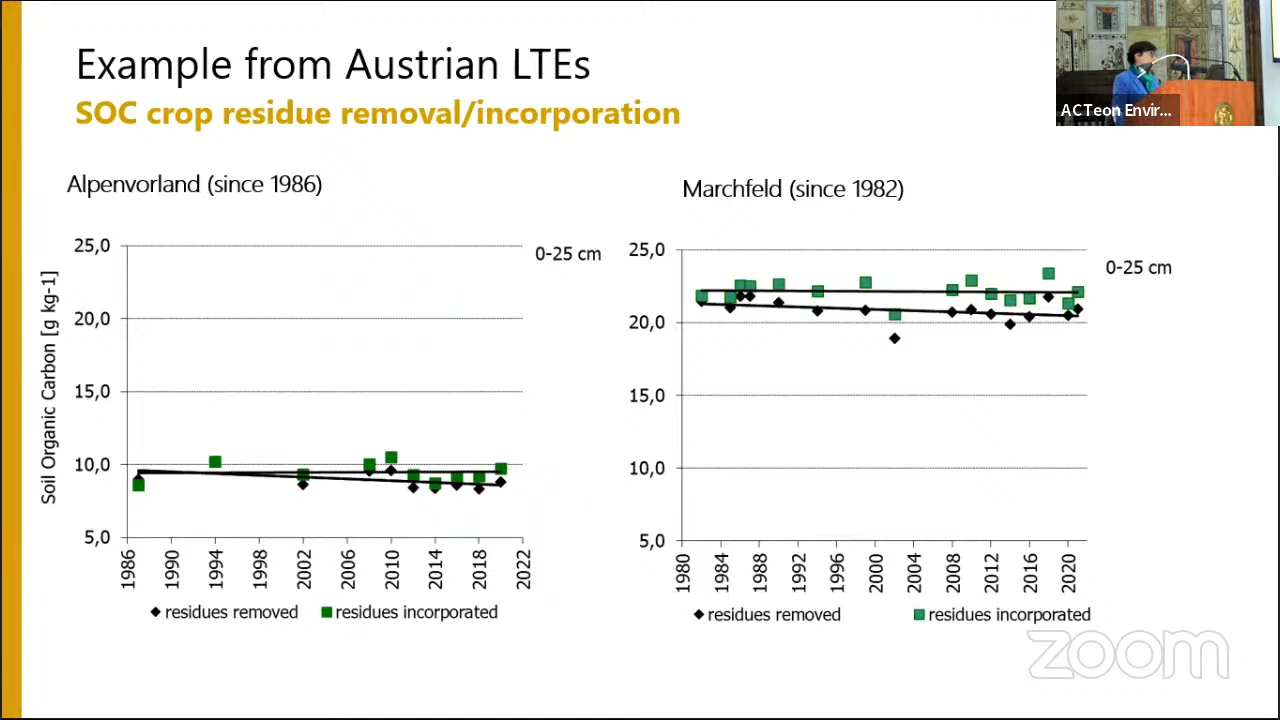 Example from Austrian LTEs
SOC crop residue removal/incorporation
ACTeon Envir...
Alpenvorland (since 1986)
Soil Organic Carbon [g kg-1]
25,0
20,0
15,0
10,0
5,0
0-25 cm
1986
1990
1994
1998
2002
2006
2010
2014
2018
2022
residues removed
residues incorporated
Marchfeld (since 1982)
25,0
20,0
15,0
10,0
5,0
0-25 cm
1980
1984
1988
1992
1996
2000
2004
2008
2012
2016
2020
residues removed
residues incorporated
zoom